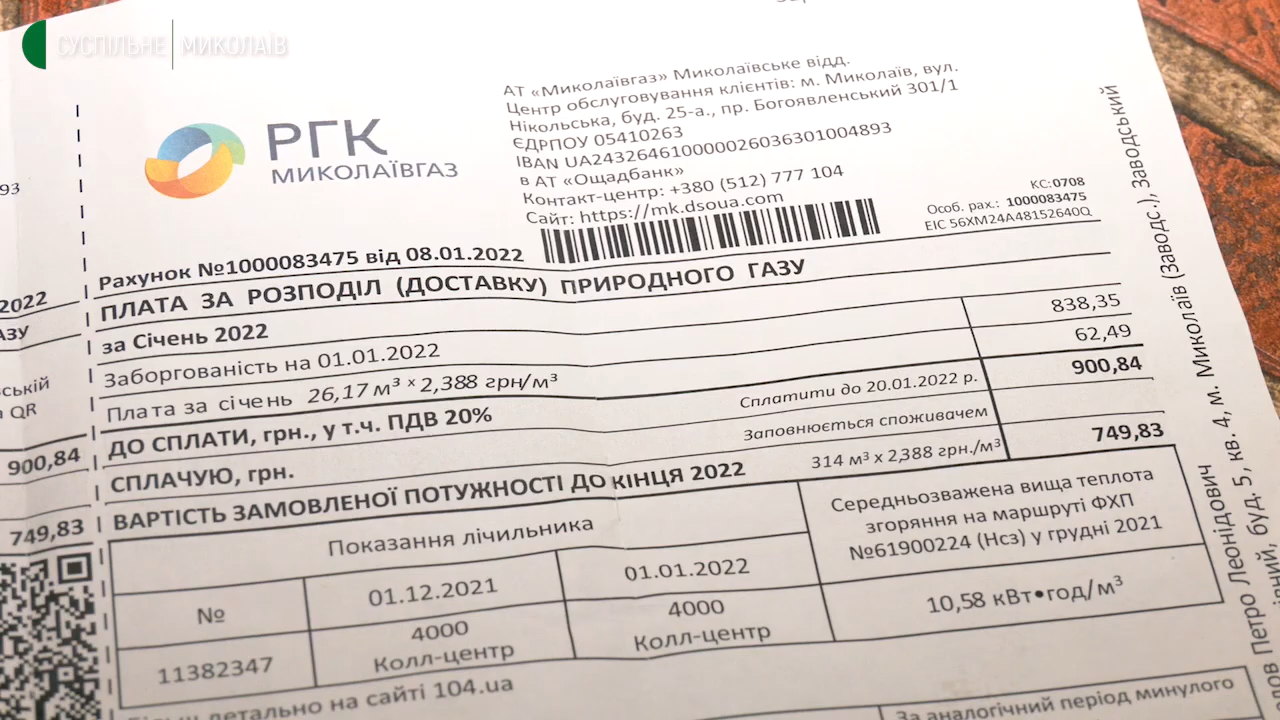 СУСПІЛЬНЕ МИКОЛАЇВ
РГК
МИКОЛАЇВГАЗ
АТ «Миколаївгаз» Миколаївське відд.
Центр обслуговування клієнтів: м. Миколаїв, вул.
Нікольська, буд. 25-а., пр. Богоявленський 301/1
ЄДРПОУ 05410263
IBAN UA243264610000026036301004893
в АТ «Ощадбанк»
Контакт-центр: +380 (512) 777 104
Сайт: https://mk.dsoua.com
КС:0708
Особ. рах.: 1000083475
EIC 56XM24A48152640Q
Рахунок №1000083475 від 08.01.2022
ПЛАТА ЗА РОЗПОДІЛ (ДОСТАВКУ) ПРИРОДНОГО ГАЗУ
за Січень 2022
Заборгованість на 01.01.2022 838,35
Плата за січень 26,17 м³ x 2,388 грн/м³ 62,49
ДО СПЛАТИ, грн., у т.ч. ПДВ 20% Сплатити до 20.01.2022 р. 900,84
СПЛАЧУЮ, грн. Заповнюється споживачем
ВАРТІСТЬ ЗАМОВЛЕНОЇ ПОТУЖНОСТІ ДО КІНЦЯ 2022 314 м³ x 2,388 грн./м³ 749,83
Показання лічильника
Середньозважена вища теплота
згоряння на маршруті ФХП
№61900224 (Нсз) у грудні 2021
№ 01.12.2021 01.01.2022
10,58 кВт•год/м³
11382347 4000 4000
Колл-центр Колл-центр
детально на сайті 104.ua
За аналогічний період минулого
93
2022
АЗУ
ській
QR
900,84
749,83
Петро Леонідович
буд. 5, кв. 4, м. Миколаїв (Заводс.), Заводський